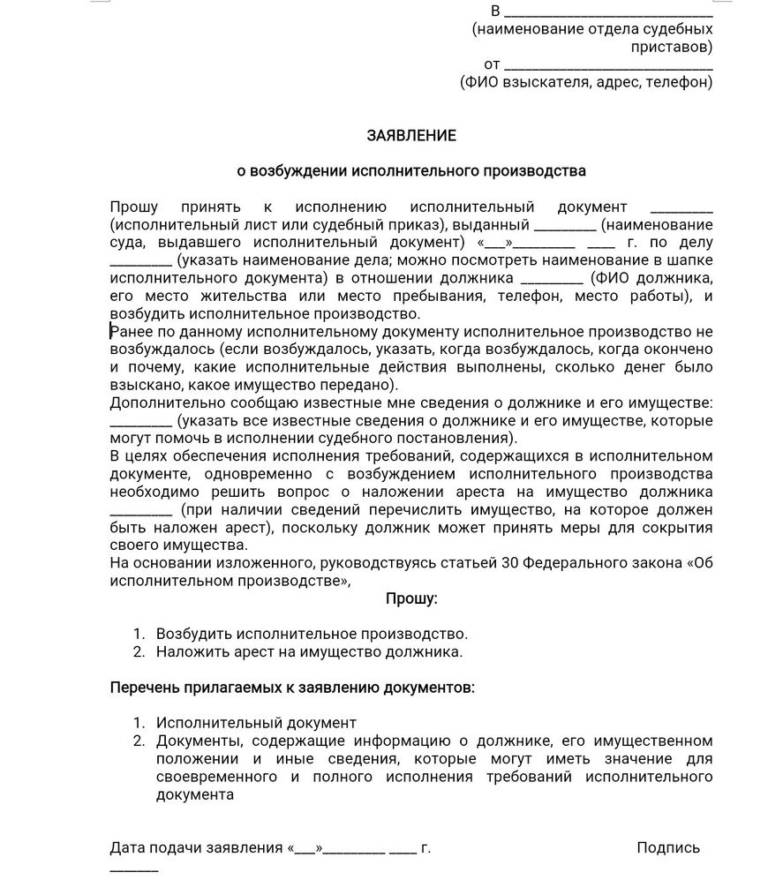 В ______________________________
(наименование отдела судебных
приставов)
от ______________________________
(ФИО взыскателя, адрес, телефон)
ЗАЯВЛЕНИЕ
о возбуждении исполнительного производства
Прошу принять к исполнению исполнительный документ _________
(исполнительный лист или судебный приказ), выданный _________ (наименование
суда, выдавшего исполнительный документ) «___»_________ ____ г. по делу
_________ (указать наименование дела; можно посмотреть наименование в шапке
исполнительного документа) в отношении должника _________ (ФИО должника,
его место жительства или место пребывания, телефон, место работы), и
возбудить исполнительное производство.
Ранее по данному исполнительному документу исполнительное производство не
возбуждалось (если возбуждалось, указать, когда возбуждалось, когда окончено
и почему, какие исполнительные действия выполнены, сколько денег было
взыскано, какое имущество передано).
Дополнительно сообщаю известные мне сведения о должнике и его имуществе:
_________ (указать все известные сведения о должнике и его имуществе, которые
могут помочь в исполнении судебного постановления).
В целях обеспечения исполнения требований, содержащихся в исполнительном
документе, одновременно с возбуждением исполнительного производства
необходимо решить вопрос о наложении ареста на имущество должника
_________ (при наличии сведений перечислить имущество, на которое должен
быть наложен арест), поскольку должник может принять меры для сокрытия
своего имущества.
На основании изложенного, руководствуясь статьей 30 Федерального закона «Об
исполнительном производстве»,
Прошу:
1. Возбудить исполнительное производство.
2. Наложить арест на имущество должника.
Перечень прилагаемых к заявлению документов:
1. Исполнительный документ
2. Документы, содержащие информацию о должнике, его имущественном
положении и иные сведения, которые могут иметь значение для
своевременного и полного исполнения требований исполнительного
документа
Дата подачи заявления «___»_________ ____ г. Подпись
_______